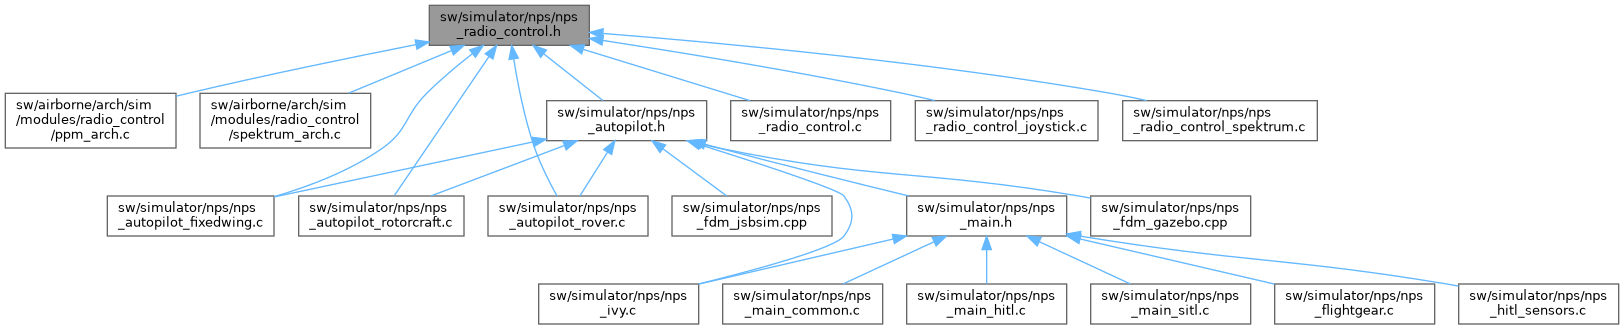 sw/simulator/nps/nps
_radio_control.h
sw/airborne/arch/sim
/modules/radio_control
/ppm_arch.c
sw/airborne/arch/sim
/modules/radio_control
/spektrum_arch.c
sw/simulator/nps/nps
_autopilot.h
sw/simulator/nps/nps
_radio_control.c
sw/simulator/nps/nps
_radio_control_joystick.c
sw/simulator/nps/nps
_radio_control_spektrum.c
sw/simulator/nps/nps
_autopilot_fixedwing.c
sw/simulator/nps/nps
_autopilot_rotorcraft.c
sw/simulator/nps/nps
_autopilot_rover.c
sw/simulator/nps/nps
_fdm_jsbsim.cpp
sw/simulator/nps/nps
_main.h
sw/simulator/nps/nps
_fdm_gazebo.cpp
sw/simulator/nps/nps
_ivy.c
sw/simulator/nps/nps
_main_common.c
sw/simulator/nps/nps
_main_hitl.c
sw/simulator/nps/nps
_main_sitl.c
sw/simulator/nps/nps
_flightgear.c
sw/simulator/nps/nps
_hitl_sensors.c